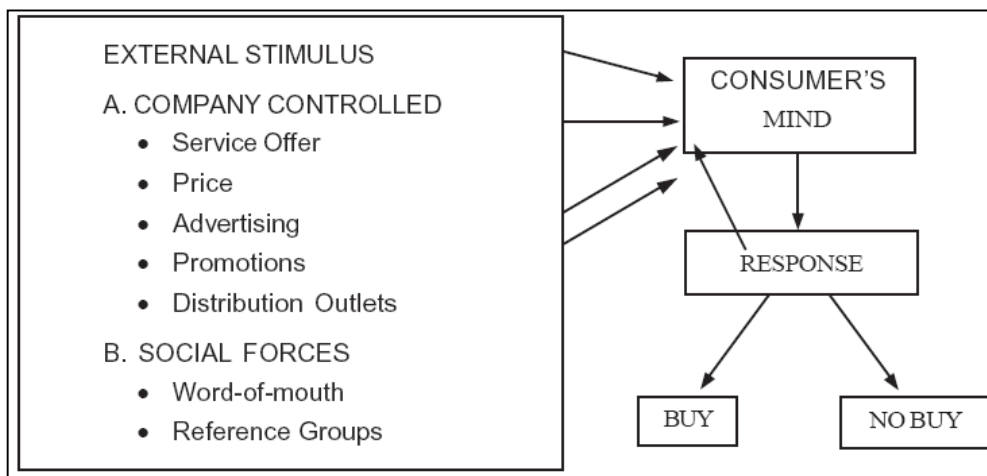 EXTERNAL STIMULUS
A. COMPANY CONTROLLED
• Service Offer
• Price
• Advertising
• Promotions
• Distribution Outlets
B. SOCIAL FORCES
• Word-of-mouth
• Reference Groups
CONSUMER'S
MIND
RESPONSE
BUY
NO BUY